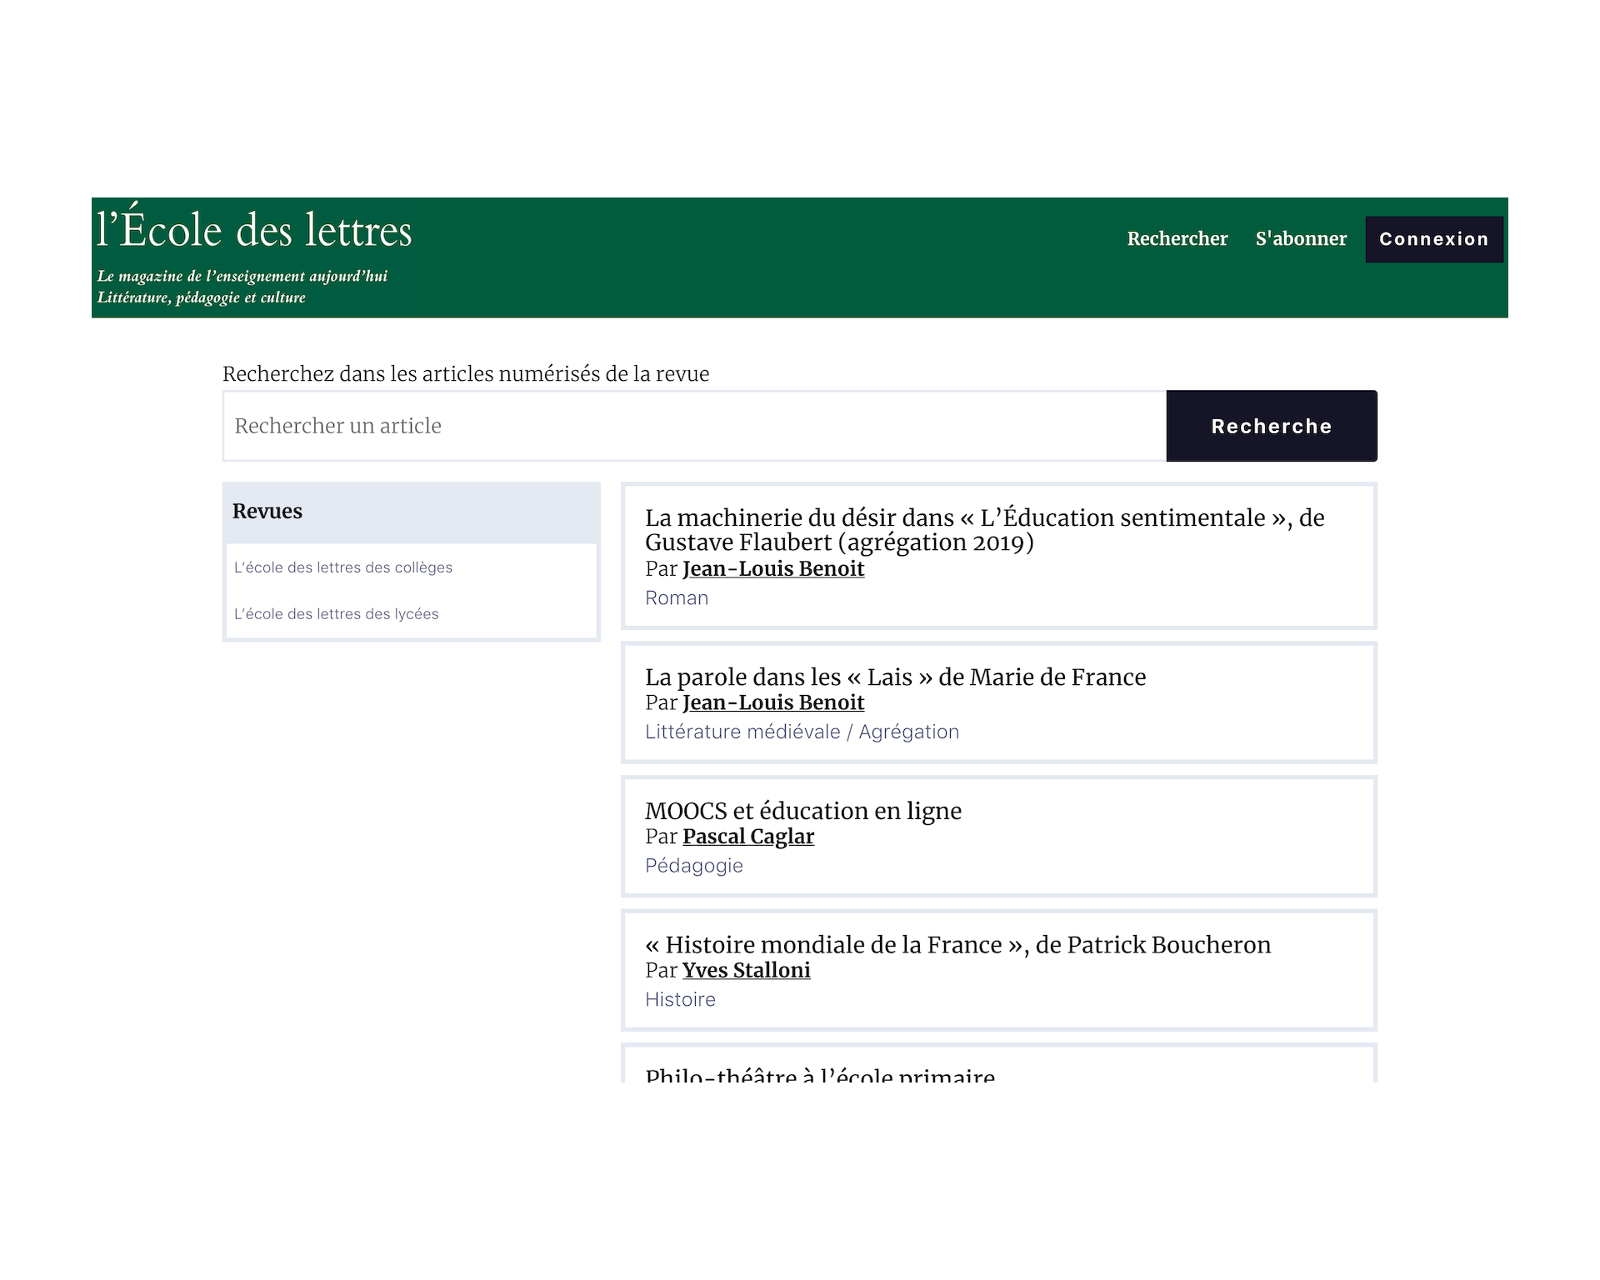 l’École des lettres
Le magazine de l’enseignement aujourd’hui
Littérature, pédagogie et culture
Rechercher
S'abonner
Connexion
Recherchez dans les articles numérisés de la revue
Rechercher un article
Recherche
Revues
L’école des lettres des collèges
L’école des lettres des lycées
La machinerie du désir dans « L’Éducation sentimentale », de
Gustave Flaubert (agrégation 2019)
Par Jean-Louis Benoit
Roman
La parole dans les « Lais » de Marie de France
Par Jean-Louis Benoit
Littérature médiévale / Agrégation
MOOCS et éducation en ligne
Par Pascal Caglar
Pédagogie
« Histoire mondiale de la France », de Patrick Boucheron
Par Yves Stalloni
Histoire
Philo-théâtre à l’école primaire